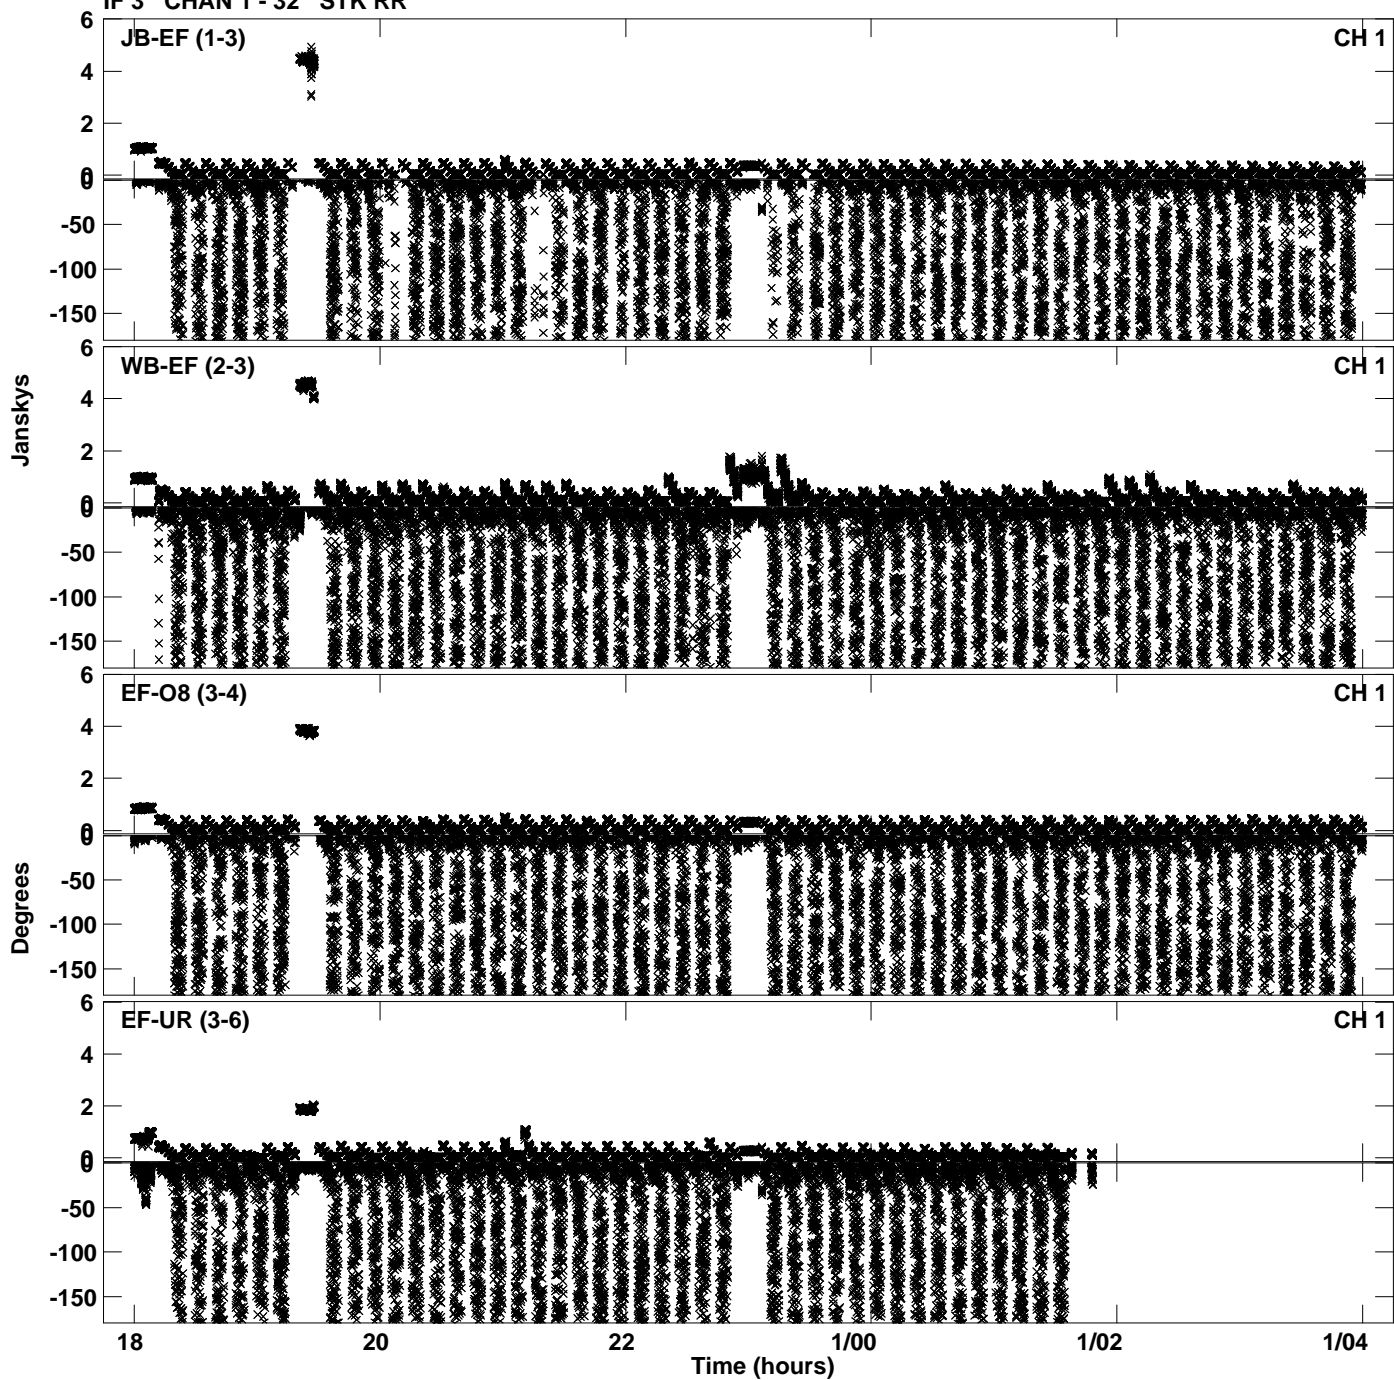 IF 3 CHAN 1 - 32 STK RR
6
JB-EF (1-3)
CH 1
4
2
0
0
-50
-100
-150
6
WB-EF (2-3)
CH 1
4
2
0
0
-50
-100
-150
Janskys
6
EF-O8 (3-4)
CH 1
4
2
0
0
-50
-100
-150
Degrees
6
EF-UR (3-6)
CH 1
4
2
0
0
-50
-100
-150
18 20 22 1/00 1/02 1/04
Time (hours)